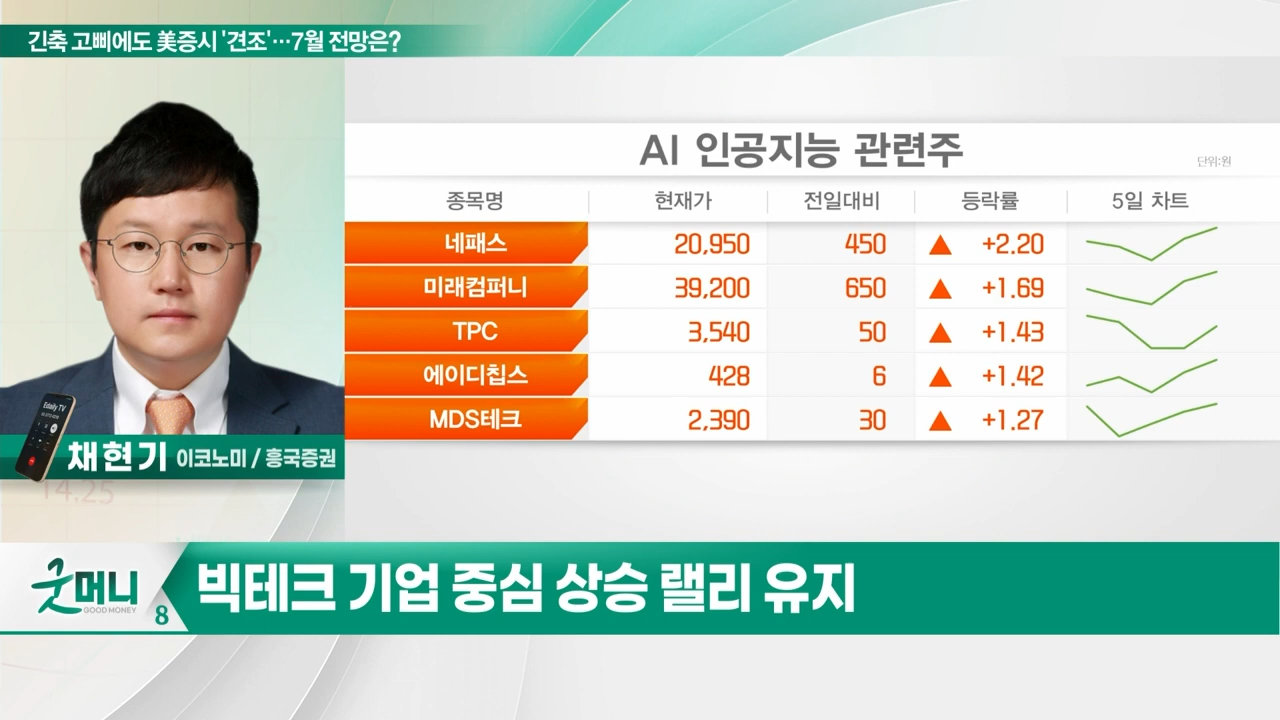 긴축 고삐에도 美증시 '견조'…7월 전망은?
AI 인공지능 관련주
단위:원
종목명 현재가 전일대비 등락률 5일 차트
네패스 20,950 450 ▲ +2.20
미래컴퍼니 39,200 650 ▲ +1.69
TPC 3,540 50 ▲ +1.43
에이디칩스 428 6 ▲ +1.42
MDS테크 2,390 30 ▲ +1.27
Edaily TV
채현기 이코노미 / 흥국증권
14.25
굿머니
GOOD MONEY
8
빅테크 기업 중심 상승 랠리 유지